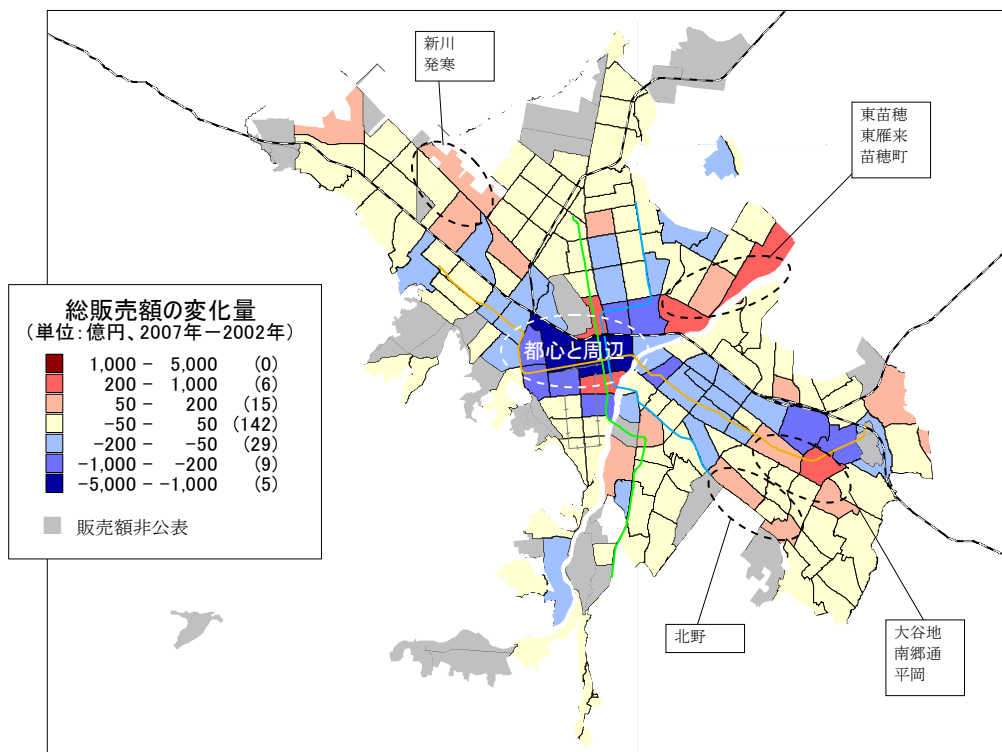 新川
発寒
東苗穂
東雁来
苗穂町
総販売額の変化量
(単位:億円、2007年－2002年)
1,000 － 5,000 (0)
200 － 1,000 (6)
50 － 200 (15)
-50 － 50 (142)
-200 － -50 (29)
-1,000 － -200 (9)
-5,000 － -1,000 (5)
販売額非公表
都心と周辺
北野
大谷地
南郷通
平岡